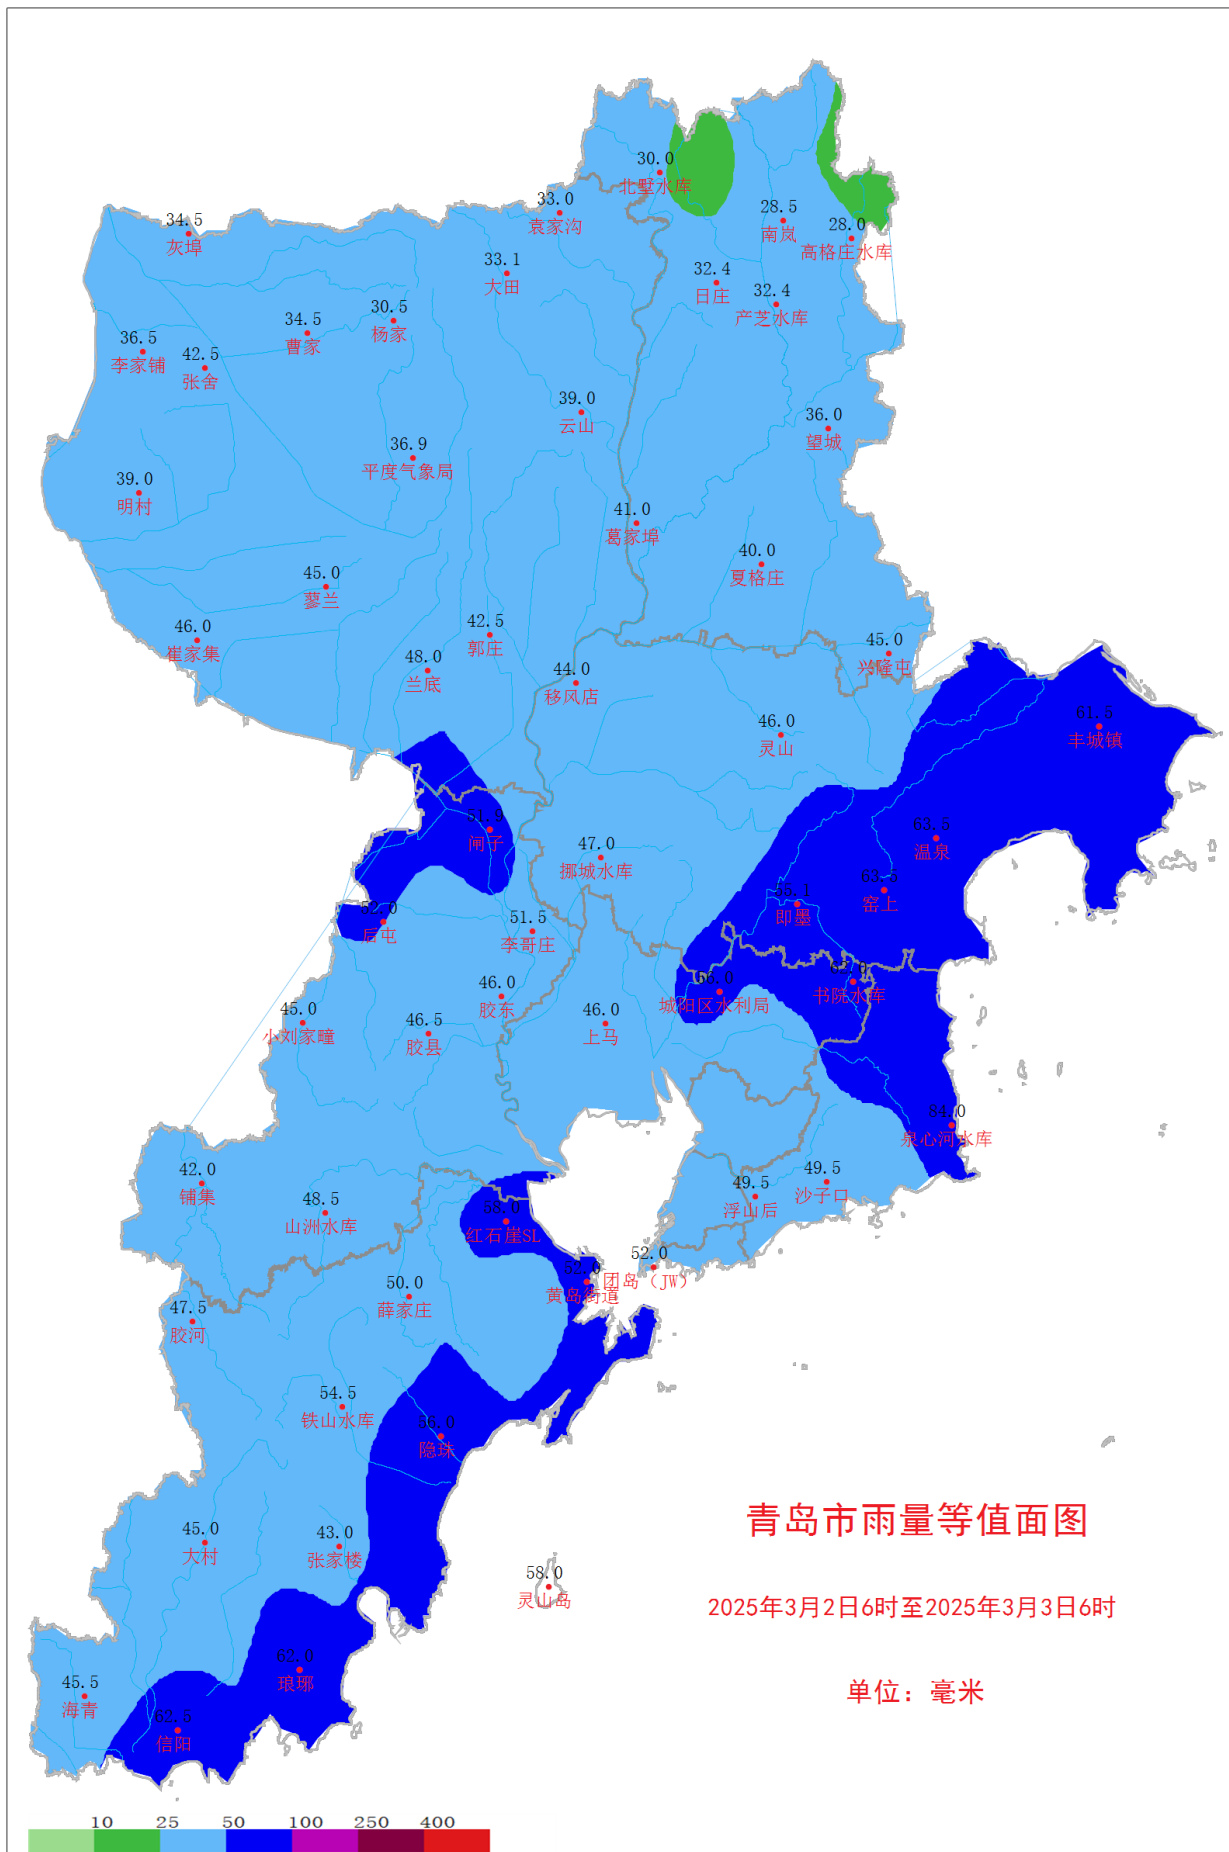 30.0
北墅水库
33.0
袁家沟
34.5
灰埠
28.5
南岚
28.0
高格庄水库
33.1
大田
32.4
日庄
32.4
产芝水库
30.5
杨家
34.5
曹家
36.5
李家铺
42.5
张舍
39.0
云山
36.0
望城
36.9
平度气象局
39.0
明村
41.0
葛家埠
40.0
夏格庄
45.0
蓼兰
46.0
崔家集
42.5
郭庄
45.0
兴隆屯
48.0
兰底
44.0
移风店
61.5
丰城镇
46.0
灵山
51.9
闸子
63.5
温泉
47.0
挪城水库
63.5
窑上
55.1
即墨
52.0
后屯
51.5
李哥庄
城阳区水利局
书院水库
46.0
胶东
45.0
小刘家疃
46.5
胶县
46.0
上马
84.0
泉心河水库
42.0
铺集
49.5
沙子口
49.5
浮山后
48.5
山洲水库
58.0
红石崖SL
52.0
团岛（JW）
52.0
黄岛街道
50.0
薛家庄
47.5
胶河
54.5
铁山水库
56.0
隐珠
青岛市雨量等值面图
45.0
大村
43.0
张家楼
58.0
灵山岛
2025年3月2日6时至2025年3月3日6时
62.0
琅琊
45.5
海青
单位：毫米
62.5
信阳
10 25 50 100 250 400